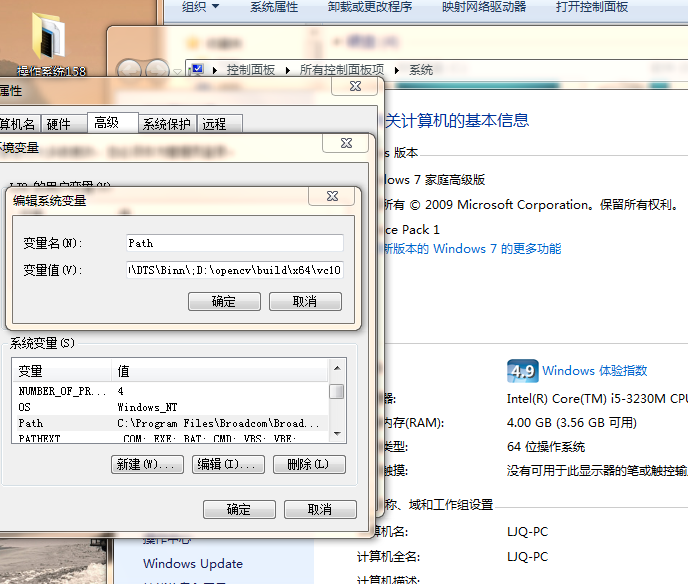 组织 系统属性 卸载或更改程序 映射网络驱动器 打开控制面板
操作系统158
控制面板 所有控制面板项 系统
属性
算机名 硬件 高级 系统保护 远程
关计算机的基本信息
环境变量
s 版本
dows 7 家庭高级版
编辑系统变量
所有 © 2009 Microsoft Corporation。保留所有权利。
ce Pack 1
变量名(N): Path
新版本的 Windows 7 的更多功能
变量值(V): \DTS\Binn\;D:\opencv\build\x64\vc10
确定 取消
系统变量(S)
变量 值
4.9 Windows 体验指数
NUMBER_OF_PR... 4
器: Intel(R) Core(TM) i5-3230M CPU
OS Windows_NT
Path C:\Program Files\Broadcom\Broad...
内存(RAM): 4.00 GB (3.56 GB 可用)
PATHEXT .COM;.EXE;.BAT;.CMD;.VBS;.VBE;
类型: 64 位操作系统
新建(W)... 编辑(I)... 删除(L)
触摸: 没有可用于此显示器的笔或触控输
称、域和工作组设置
确定 取消
计算机名: LJQ-PC
操作中心
计算机全名: LJQ-PC
Windows Update
计算机描述: